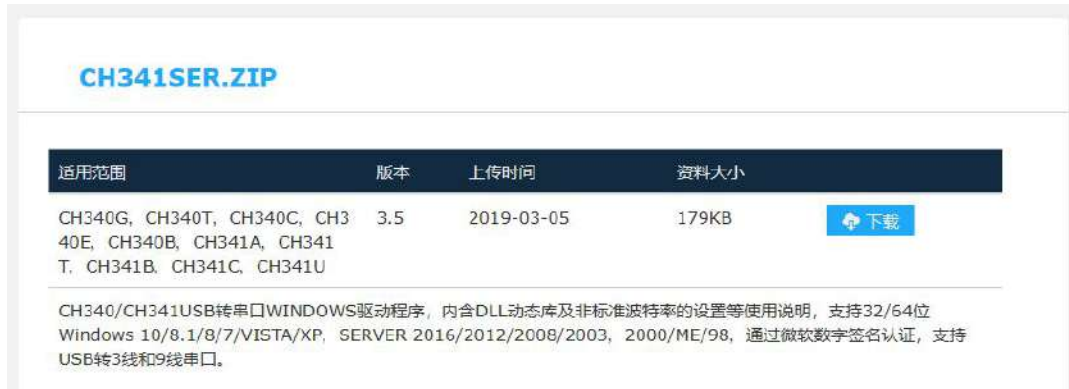 CH341SER.ZIP
适用范围 版本 上传时间 资料大小
CH340G, CH340T, CH340C, CH3 3.5 2019-03-05 179KB 下载
40E, CH340B, CH341A, CH341
T, CH341B, CH341C, CH341U
CH340/CH341USB转串口WINDOWS驱动程序，内含DLL动态库及非标准波特率的设置等使用说明，支持32/64位
Windows 10/8.1/8/7/VISTA/XP，SERVER 2016/2012/2008/2003，2000/ME/98，通过微软数字签名认证，支持
USB转3线和9线串口。